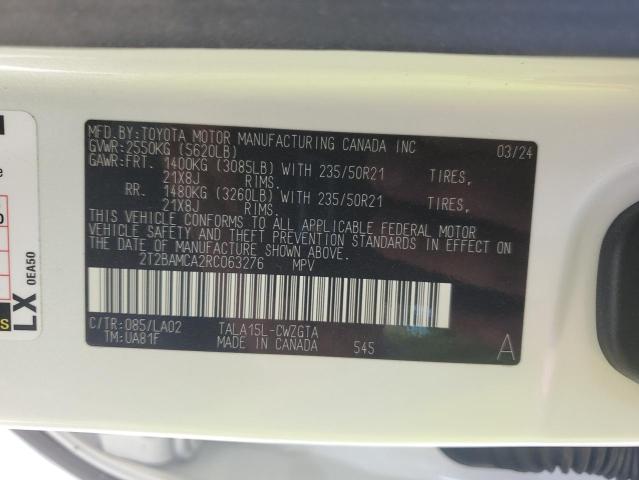 MFD.BY:TOYOTA MOTOR MANUFACTURING CANADA INC 03/24
GVWR:2550KG (5620LB)
GAWR:FRT. 1400KG (3085LB) WITH 235/50R21 TIRES,
21X8J RIMS.
RR. 1480KG (3260LB) WITH 235/50R21 TIRES,
21X8J RIMS.
THIS VEHICLE CONFORMS TO ALL APPLICABLE FEDERAL MOTOR
VEHICLE SAFETY AND THEFT PREVENTION STANDARDS IN EFFECT ON
THE DATE OF MANUFACTURE SHOWN ABOVE.
2T2BAMCA2RC063276 MPV
C/TR:085/LA02 TALA15L-CWZGTA
TM:UA81F MADE IN CANADA 545 A
LX
0EA50